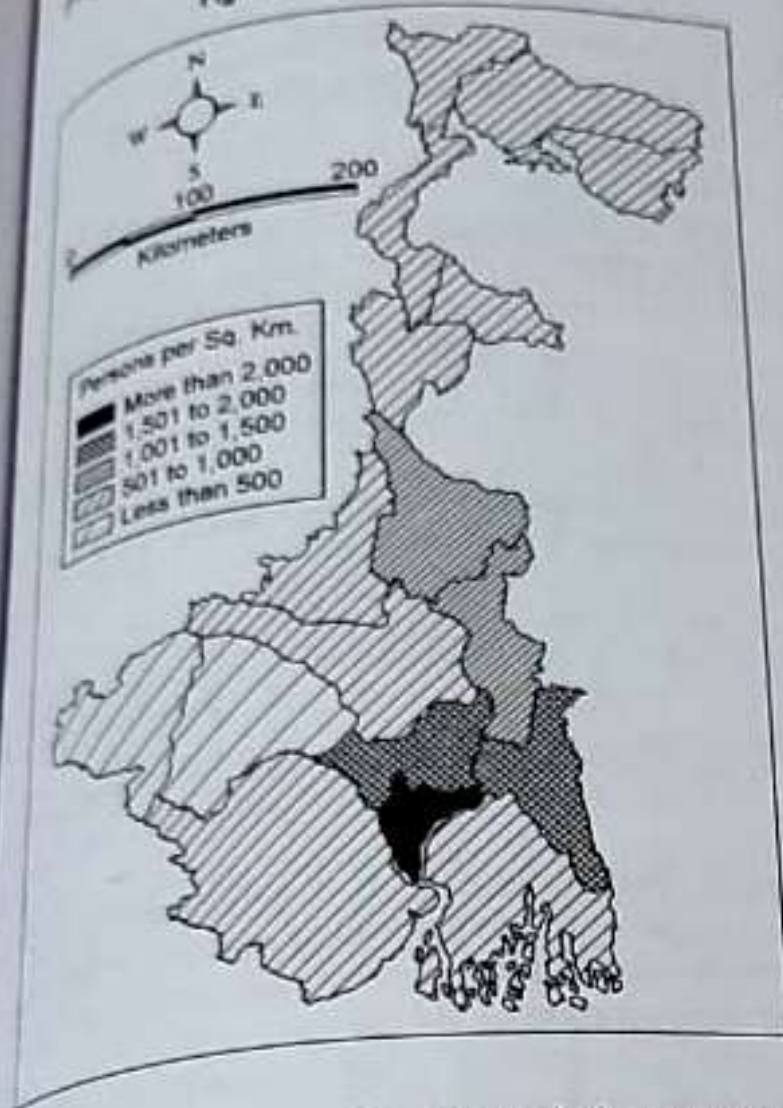 N
W
E
S
0
100
200
Kilometers
Persons per Sq. Km.
More than 2,000
1,501 to 2,000
1,001 to 1,500
501 to 1,000
Less than 500